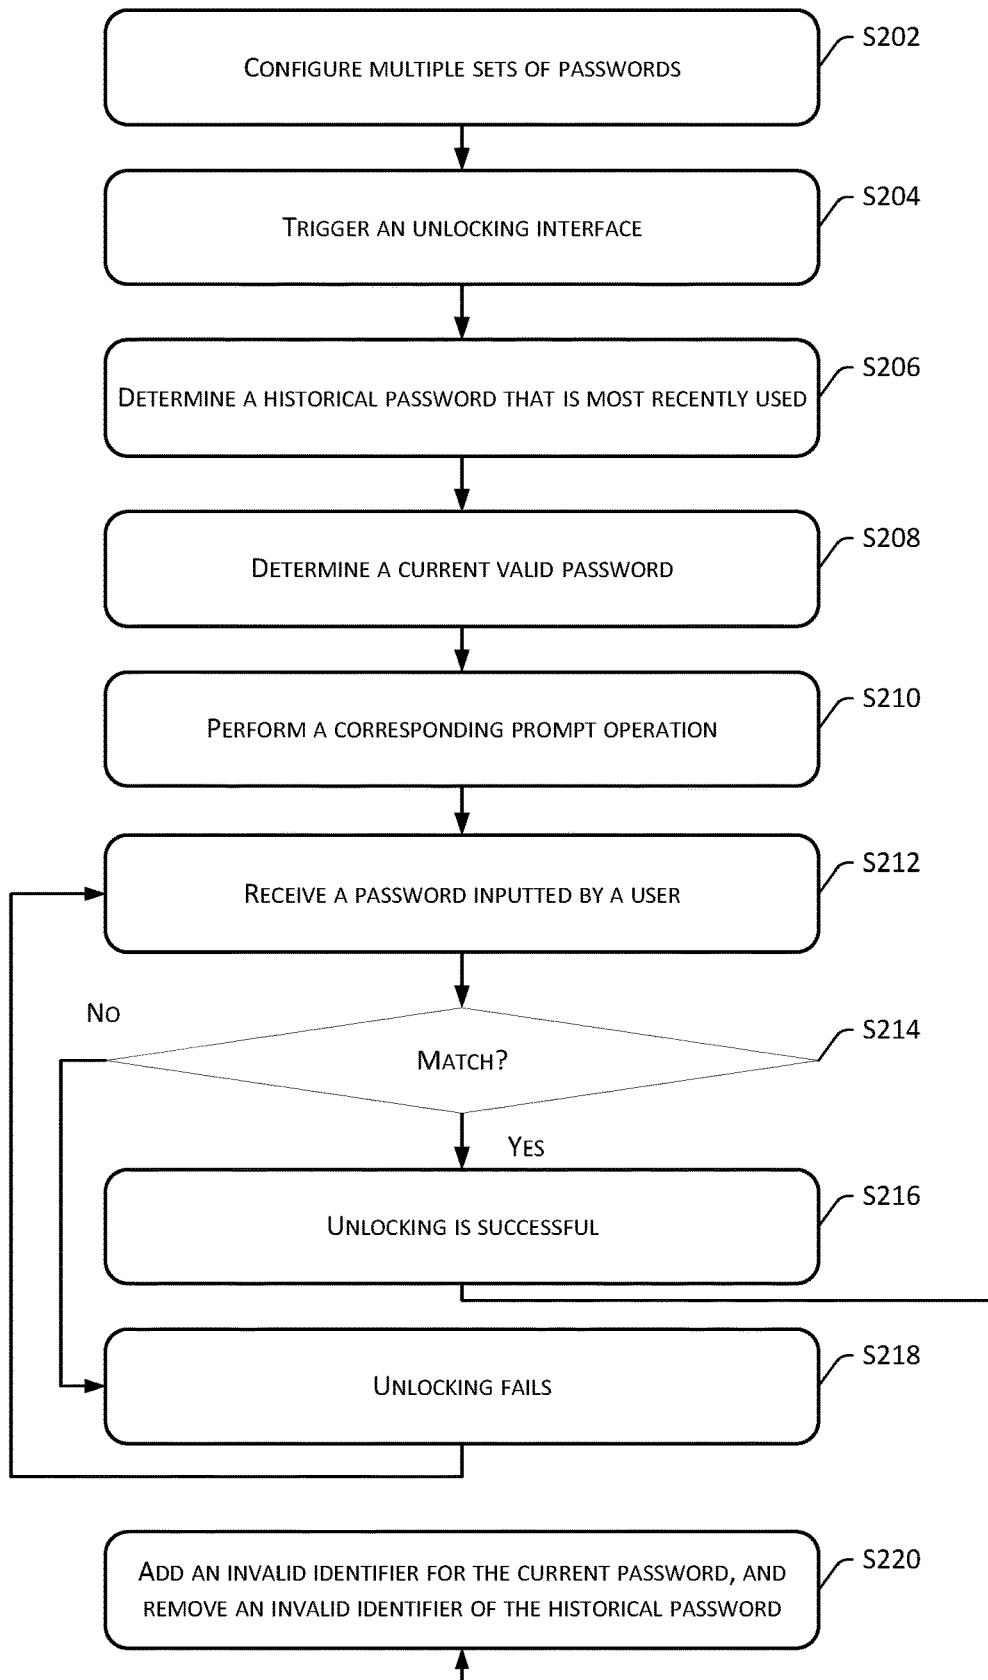 CONFIGURE MULTIPLE SETS OF PASSWORDS
S202
TRIGGER AN UNLOCKING INTERFACE
S204
DETERMINE A HISTORICAL PASSWORD THAT IS MOST RECENTLY USED
S206
DETERMINE A CURRENT VALID PASSWORD
S208
PERFORM A CORRESPONDING PROMPT OPERATION
S210
RECEIVE A PASSWORD INPUTTED BY A USER
S212
NO
MATCH?
S214
YES
UNLOCKING IS SUCCESSFUL
S216
UNLOCKING FAILS
S218
ADD AN INVALID IDENTIFIER FOR THE CURRENT PASSWORD, AND
REMOVE AN INVALID IDENTIFIER OF THE HISTORICAL PASSWORD
S220